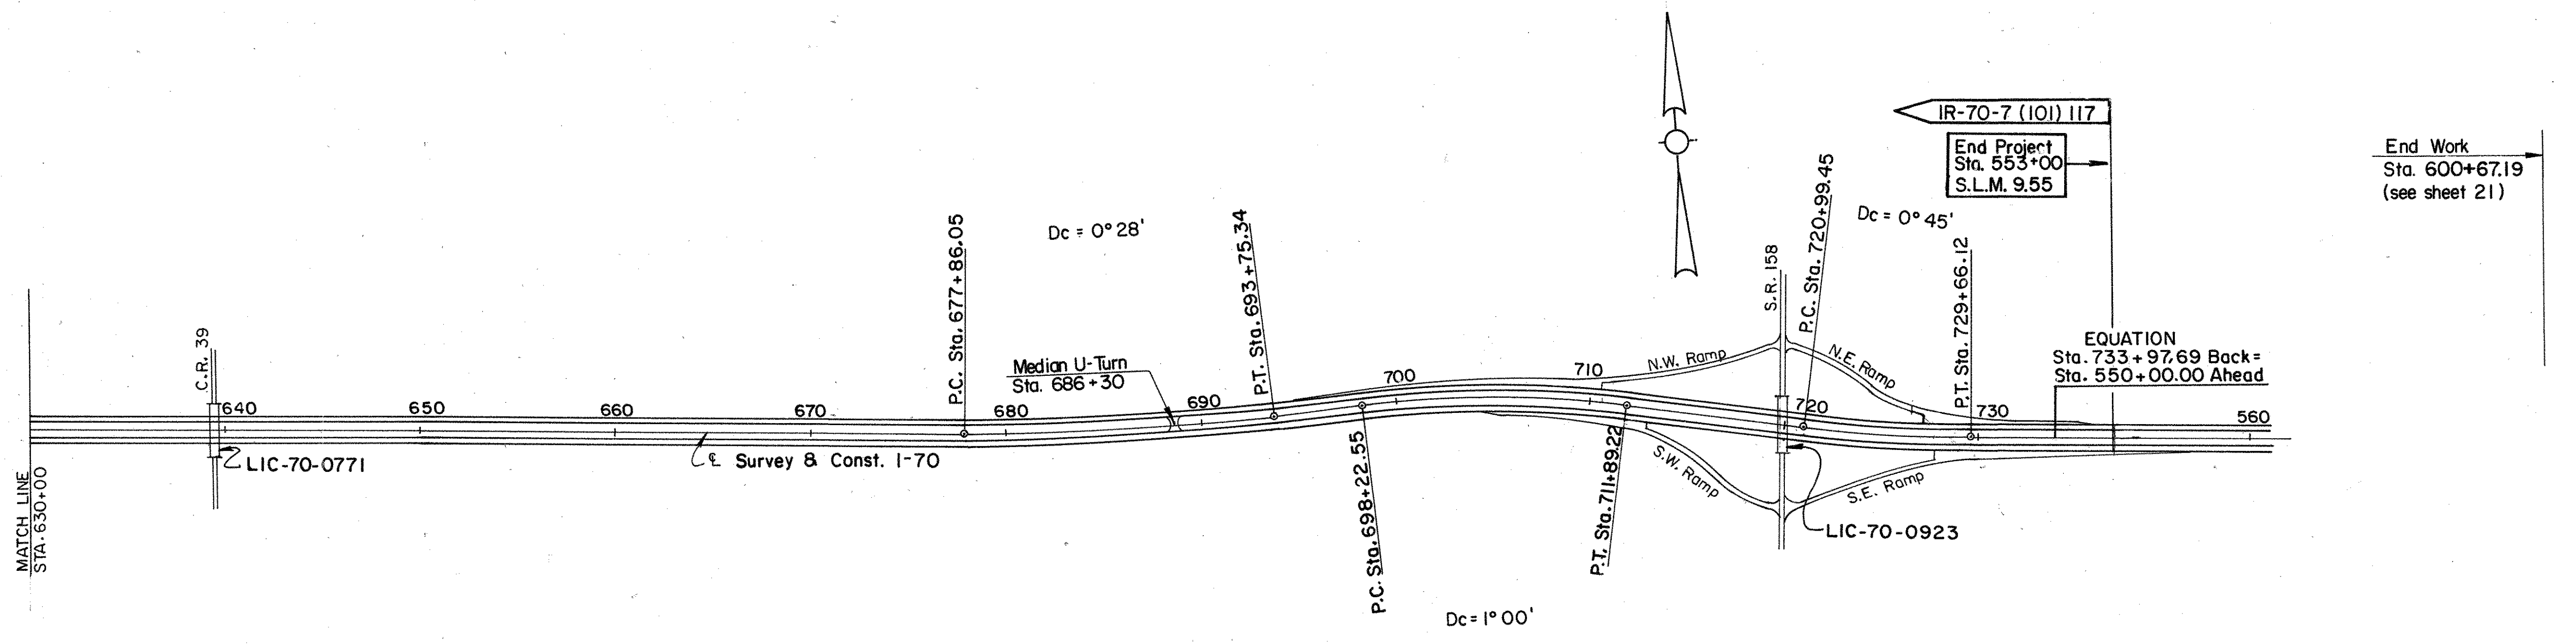 MATCH LINE
STA. 630+00
C.R. 39
640
LIC-70-0771
650
660
670
℄ Survey & Const. I-70
P.C. Sta. 677+86.05
680
Dc = 0°28'
Median U-Turn
Sta. 686+30
690
P.T. Sta. 693+75.34
P.C. Sta. 698+22.55
700
Dc = 1°00'
710
P.T. Sta. 711+89.22
N.W. Ramp
S.W. Ramp
S.R. 158
720
P.C. Sta. 720+99.45
LIC-70-0923
N.E. Ramp
S.E. Ramp
Dc = 0°45'
P.T. Sta. 729+66.12
730
IR-70-7 (101) 117
End Project
Sta. 553+00
S.L.M. 9.55
EQUATION
Sta. 733+97.69 Back=
Sta. 550+00.00 Ahead
560
End Work
Sta. 600+67.19
(see sheet 21)